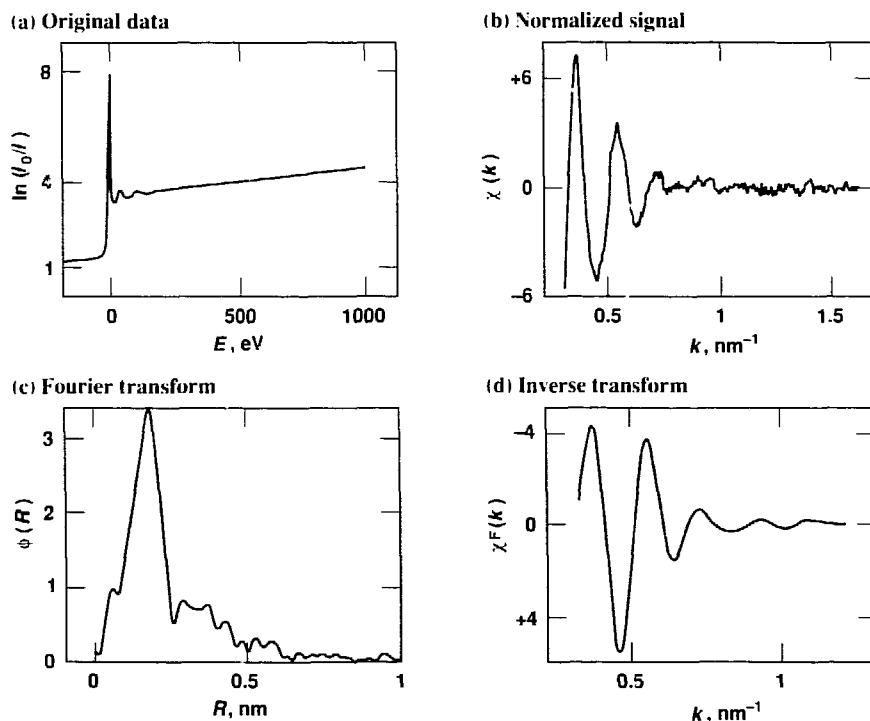 (a) Original data
8
4
1
ln (I₀/I)
0 500 1000
E, eV
(b) Normalized signal
+6
0
−6
χ (k)
0.5 1 1.5
k, nm⁻¹
(c) Fourier transform
3
2
1
0
ϕ (R)
0 0.5 1
R, nm
(d) Inverse transform
−4
0
+4
χᶠ(k)
0.5 1
k, nm⁻¹